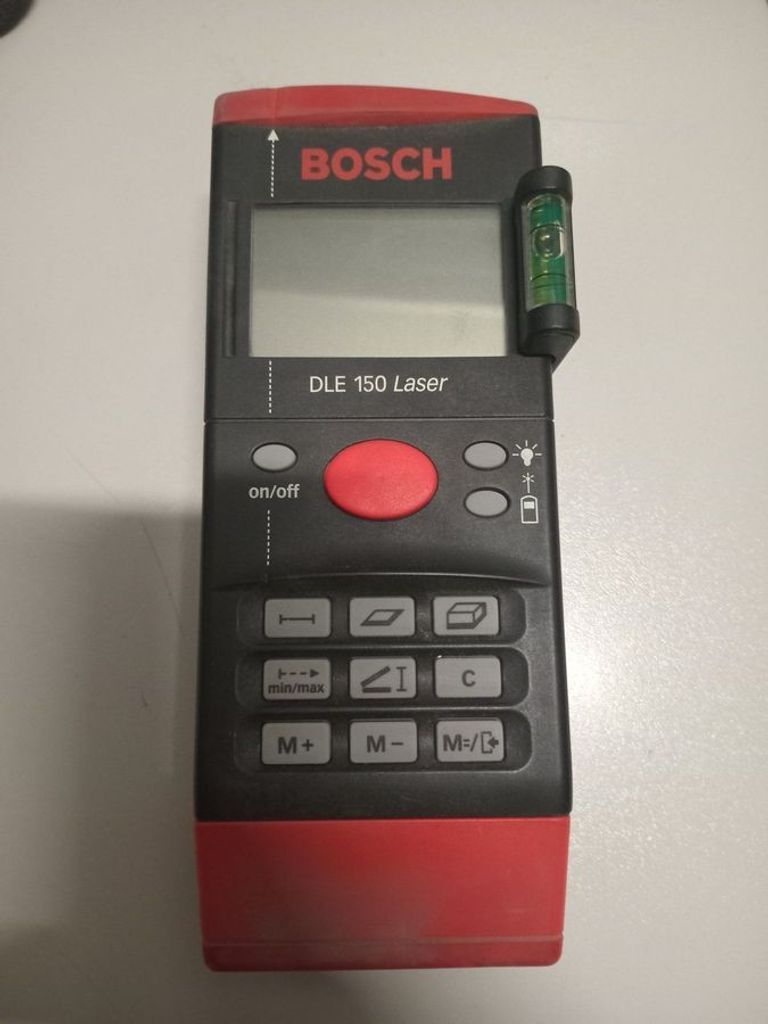 BOSCH
DLE 150 Laser
on/off
min/max
C
M+
M−
M=/